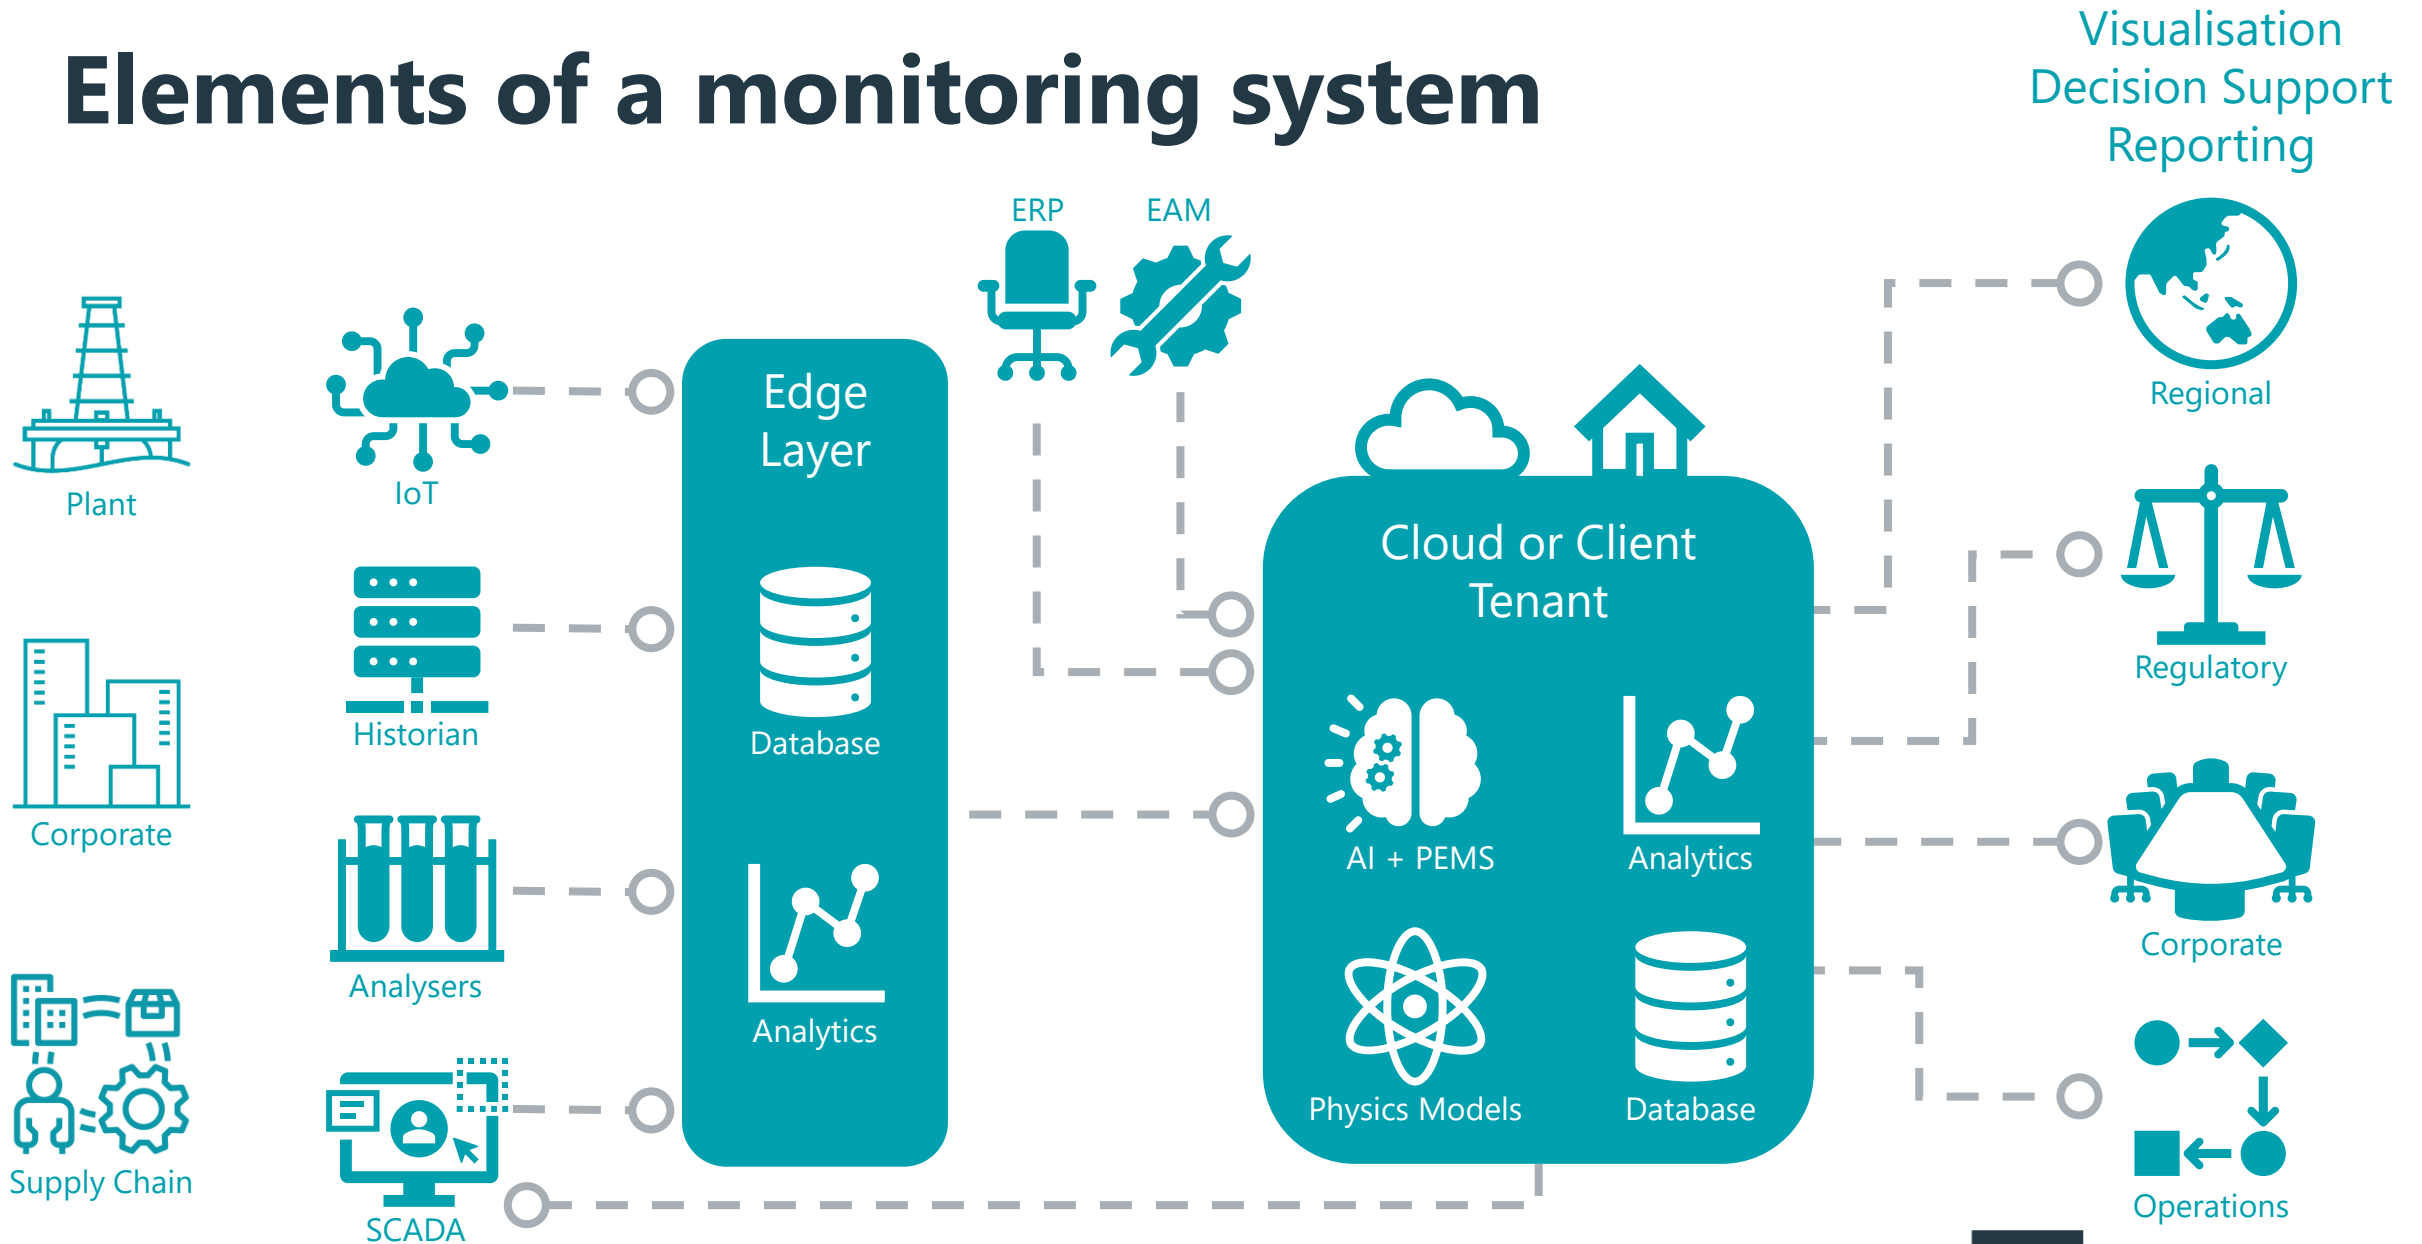 Elements of a monitoring system
Visualisation
Decision Support
Reporting
Plant
Corporate
Supply Chain
IoT
Historian
Analysers
SCADA
Edge
Layer
Database
Analytics
ERP
EAM
Cloud or Client
Tenant
AI + PEMS
Analytics
Physics Models
Database
Regional
Regulatory
Corporate
Operations